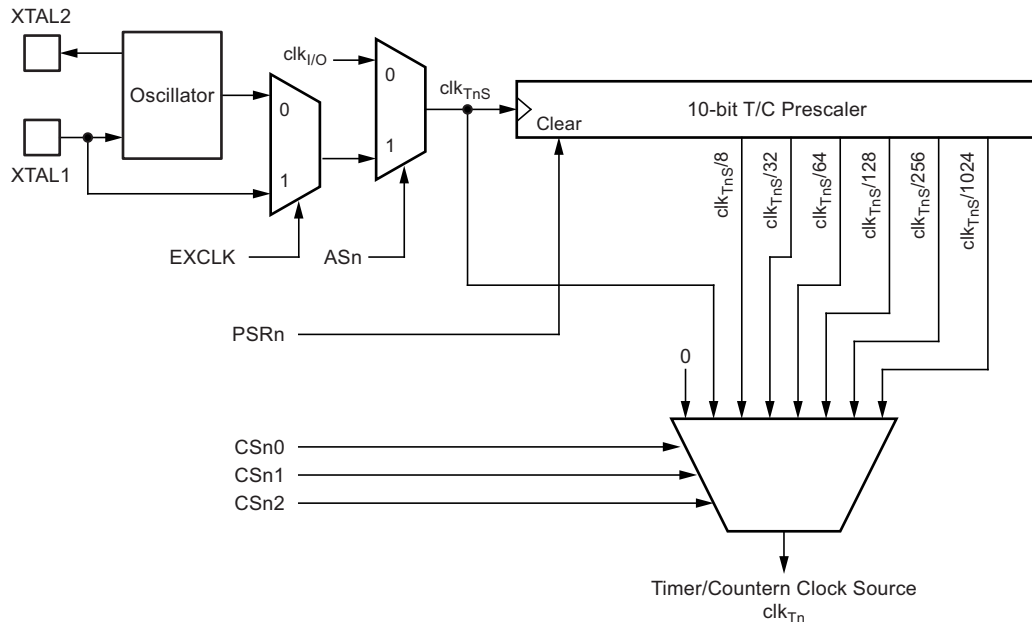 XTAL2
XTAL1
Oscillator
0
1
EXCLK
clkI/O
0
1
ASn
clkTnS
10-bit T/C Prescaler
Clear
clkTnS/8
clkTnS/32
clkTnS/64
clkTnS/128
clkTnS/256
clkTnS/1024
PSRn
0
CSn0
CSn1
CSn2
Timer/Countern Clock Source
clkTn